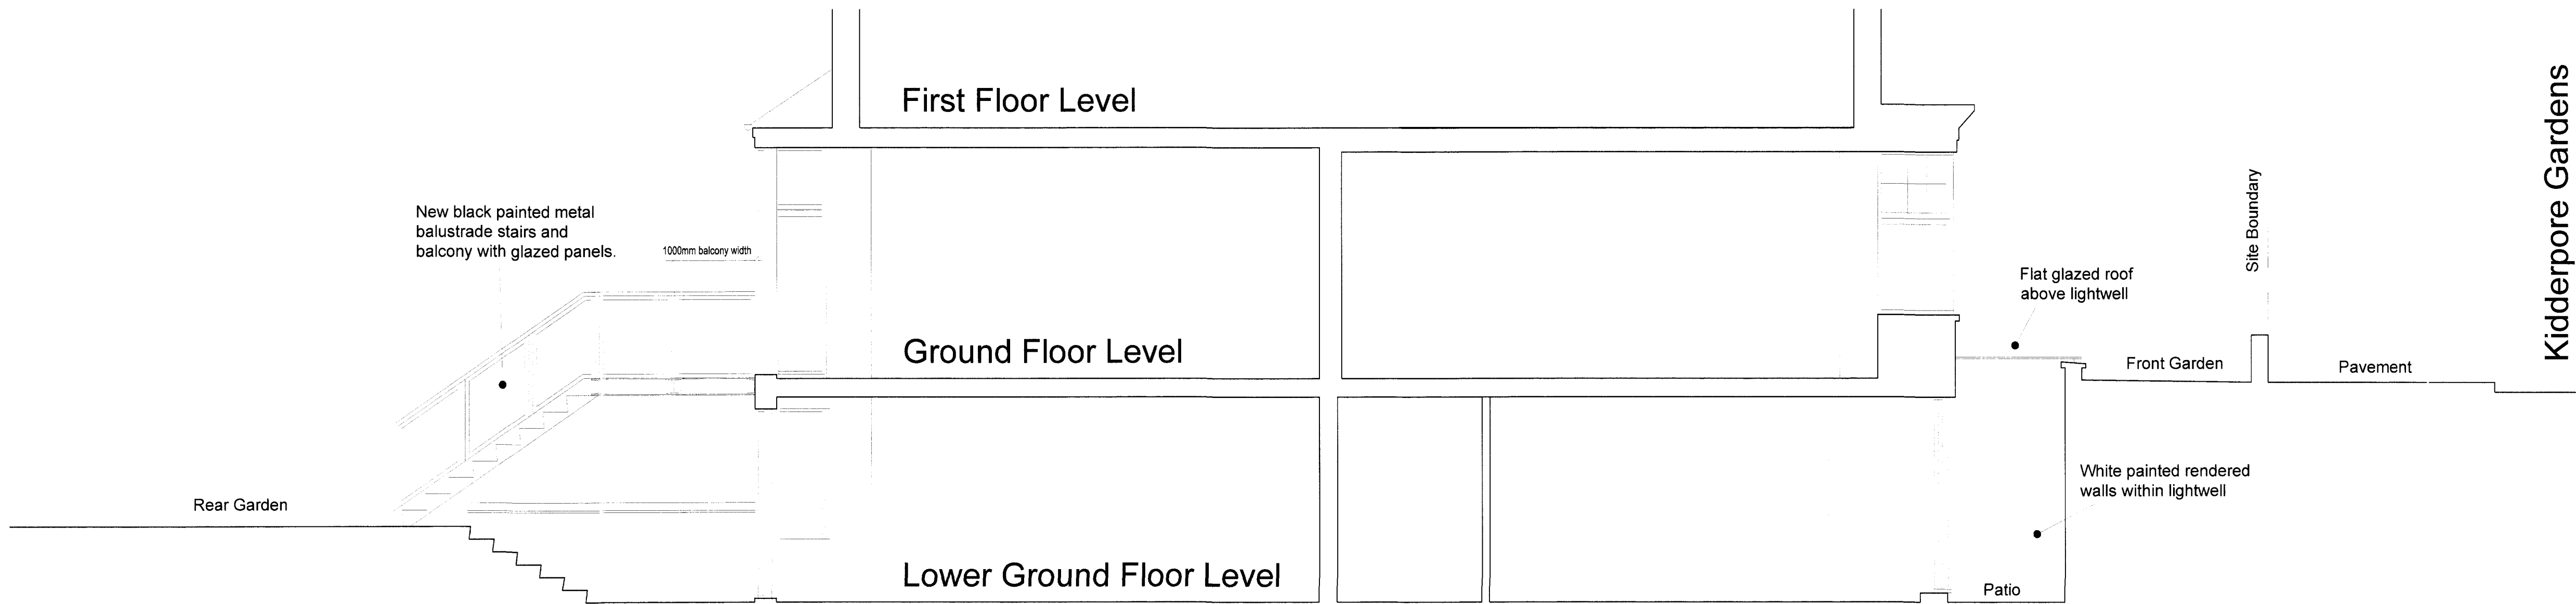 First Floor Level
New black painted metal
balustrade stairs and
balcony with glazed panels.
1000mm balcony width
Ground Floor Level
Flat glazed roof
above lightwell
Site Boundary
Kidderpore Gardens
Front Garden
Pavement
Rear Garden
White painted rendered
walls within lightwell
Lower Ground Floor Level
Patio